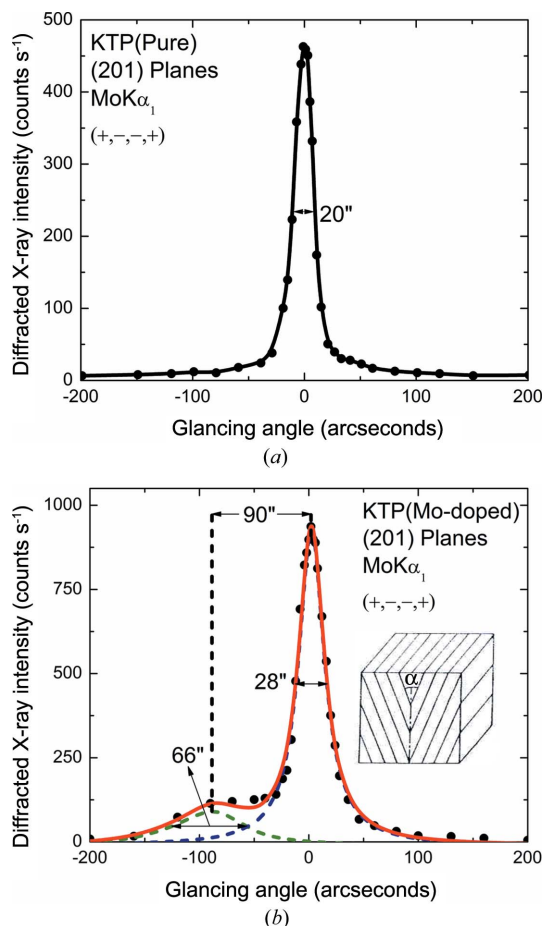 (a)
500
400
300
200
100
0
Diffracted X-ray intensity (counts s⁻¹)
KTP(Pure)
(201) Planes
MoKα₁
(+,−,−,+)
20"
-200
-100
0
100
200
Glancing angle (arcseconds)
(a)
1000
750
500
250
0
Diffracted X-ray intensity (counts s⁻¹)
90"
KTP(Mo-doped)
(201) Planes
MoKα₁
(+,−,−,+)
α
28"
66"
-200
-100
0
100
200
Glancing angle (arcseconds)
(b)